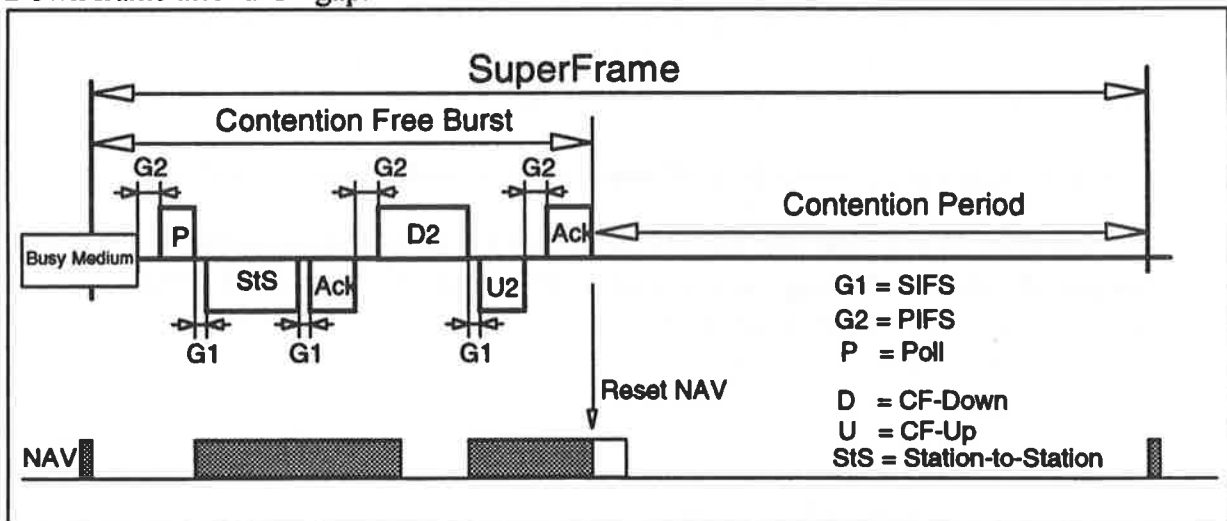 SuperFrame
Contention Free Burst
G2
G2
G2
Contention Period
Busy Medium
P
D2
Ack
StS
Ack
U2
G1
G1
G1
G1 = SIFS
G2 = PIFS
P = Poll
D = CF-Down
U = CF-Up
StS = Station-to-Station
Reset NAV
NAV